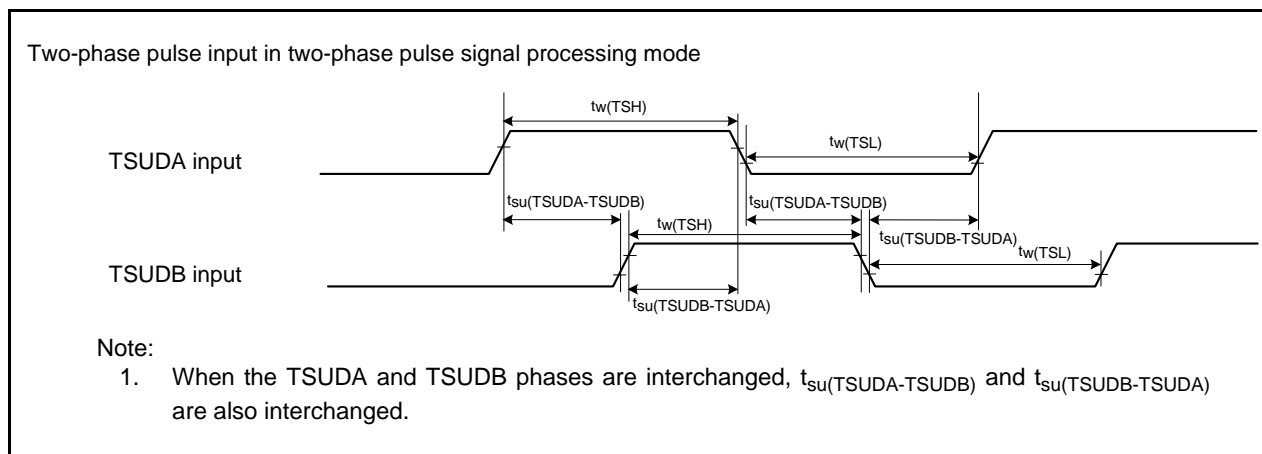 Two-phase pulse input in two-phase pulse signal processing mode
tw(TSH)
TSUDA input
tw(TSL)
tsu(TSUDA-TSUDB)
tsu(TSUDA-TSUDB)
tw(TSH)
tsu(TSUDB-TSUDA)
tw(TSL)
TSUDB input
tsu(TSUDB-TSUDA)
Note:
1. When the TSUDA and TSUDB phases are interchanged, tsu(TSUDA-TSUDB) and tsu(TSUDB-TSUDA)
are also interchanged.